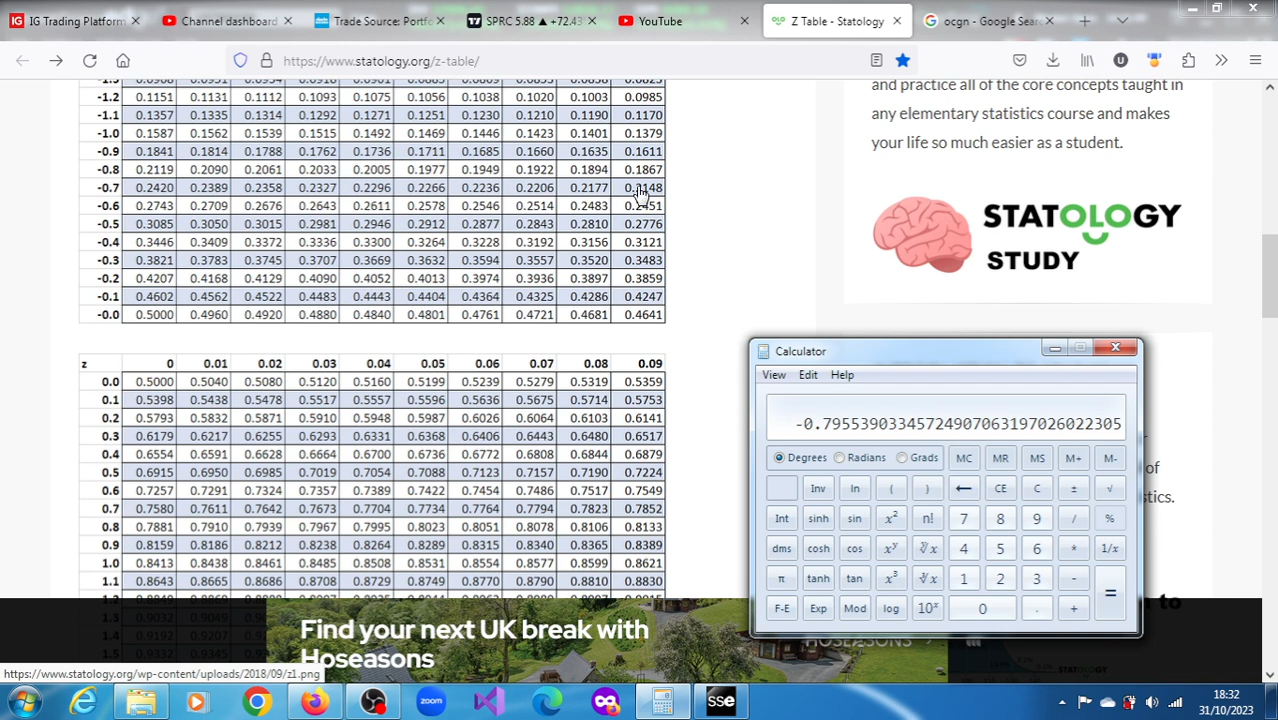 IG Trading Platform
Channel dashboard
Trade Source: Portfo
SPRC 5.88 ▲ +72.43
YouTube
Z Table - Statology
ocgn - Google Sear
https://www.statology.org/z-table/
-1.2 0.1151 0.1131 0.1112 0.1093 0.1075 0.1056 0.1038 0.1020 0.1003 0.0985
-1.1 0.1357 0.1335 0.1314 0.1292 0.1271 0.1251 0.1230 0.1210 0.1190 0.1170
-1.0 0.1587 0.1562 0.1539 0.1515 0.1492 0.1469 0.1446 0.1423 0.1401 0.1379
-0.9 0.1841 0.1814 0.1788 0.1762 0.1736 0.1711 0.1685 0.1660 0.1635 0.1611
-0.8 0.2119 0.2090 0.2061 0.2033 0.2005 0.1977 0.1949 0.1922 0.1894 0.1867
-0.7 0.2420 0.2389 0.2358 0.2327 0.2296 0.2266 0.2236 0.2206 0.2177 0.2148
-0.6 0.2743 0.2709 0.2676 0.2643 0.2611 0.2578 0.2546 0.2514 0.2483 0.2451
-0.5 0.3085 0.3050 0.3015 0.2981 0.2946 0.2912 0.2877 0.2843 0.2810 0.2776
-0.4 0.3446 0.3409 0.3372 0.3336 0.3300 0.3264 0.3228 0.3192 0.3156 0.3121
-0.3 0.3821 0.3783 0.3745 0.3707 0.3669 0.3632 0.3594 0.3557 0.3520 0.3483
-0.2 0.4207 0.4168 0.4129 0.4090 0.4052 0.4013 0.3974 0.3936 0.3897 0.3859
-0.1 0.4602 0.4562 0.4522 0.4483 0.4443 0.4404 0.4364 0.4325 0.4286 0.4247
-0.0 0.5000 0.4960 0.4920 0.4880 0.4840 0.4801 0.4761 0.4721 0.4681 0.4641
z 0 0.01 0.02 0.03 0.04 0.05 0.06 0.07 0.08 0.09
0.0 0.5000 0.5040 0.5080 0.5120 0.5160 0.5199 0.5239 0.5279 0.5319 0.5359
0.1 0.5398 0.5438 0.5478 0.5517 0.5557 0.5596 0.5636 0.5675 0.5714 0.5753
0.2 0.5793 0.5832 0.5871 0.5910 0.5948 0.5987 0.6026 0.6064 0.6103 0.6141
0.3 0.6179 0.6217 0.6255 0.6293 0.6331 0.6368 0.6406 0.6443 0.6480 0.6517
0.4 0.6554 0.6591 0.6628 0.6664 0.6700 0.6736 0.6772 0.6808 0.6844 0.6879
0.5 0.6915 0.6950 0.6985 0.7019 0.7054 0.7088 0.7123 0.7157 0.7190 0.7224
0.6 0.7257 0.7291 0.7324 0.7357 0.7389 0.7422 0.7454 0.7486 0.7517 0.7549
0.7 0.7580 0.7611 0.7642 0.7673 0.7704 0.7734 0.7764 0.7794 0.7823 0.7852
0.8 0.7881 0.7910 0.7939 0.7967 0.7995 0.8023 0.8051 0.8078 0.8106 0.8133
0.9 0.8159 0.8186 0.8212 0.8238 0.8264 0.8289 0.8315 0.8340 0.8365 0.8389
1.0 0.8413 0.8438 0.8461 0.8485 0.8508 0.8531 0.8554 0.8577 0.8599 0.8621
1.1 0.8643 0.8665 0.8686 0.8708 0.8729 0.8749 0.8770 0.8790 0.8810 0.8830
and practice all of the core concepts taught in
any elementary statistics course and makes
your life so much easier as a student.
STATOLOGY
STUDY
of
stics.
to
Calculator
View Edit Help
-0.79553903345724907063197026022305
Degrees Radians Grads MC MR MS M+ M-
Inv ln ( ) ← CE C ± √
Int sinh sin x² n! 7 8 9 / %
dms cosh cos xʸ ʸ√x 4 5 6 * 1/x
π tanh tan x³ ³√x 1 2 3 - =
F-E Exp Mod log 10ˣ 0 . +
Find your next UK break with
Hoseasons
HOSEASONS
https://www.statology.org/wp-content/uploads/2018/09/z1.png
zoom
SSE
18:32
31/10/2023